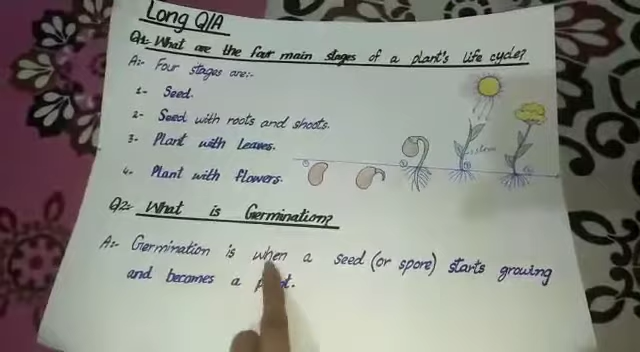 Long Q/A
Q1:- What are the four main stages of a plant's life cycle?
A:- Four stages are:-
1- Seed.
2- Seed with roots and shoots.
3- Plant with Leaves.
4- Plant with flowers.
Q2:- What is Germination?
A:- Germination is when a seed (or spore) starts growing
and becomes a